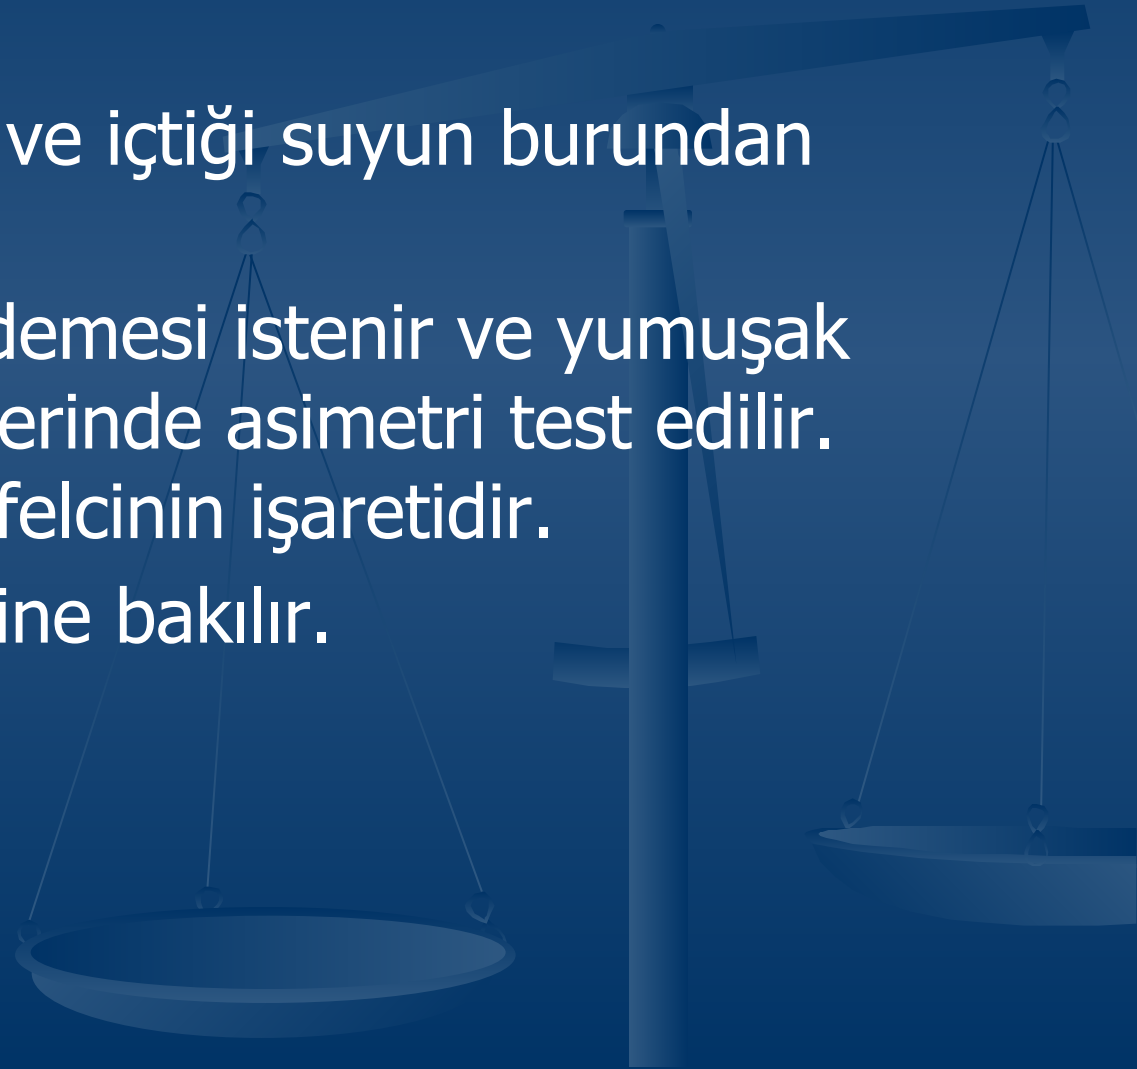 ve içtiği suyun burundan
demesi istenir ve yumuşak
erinde asimetri test edilir.
felcinin işaretidir.
ine bakılır.